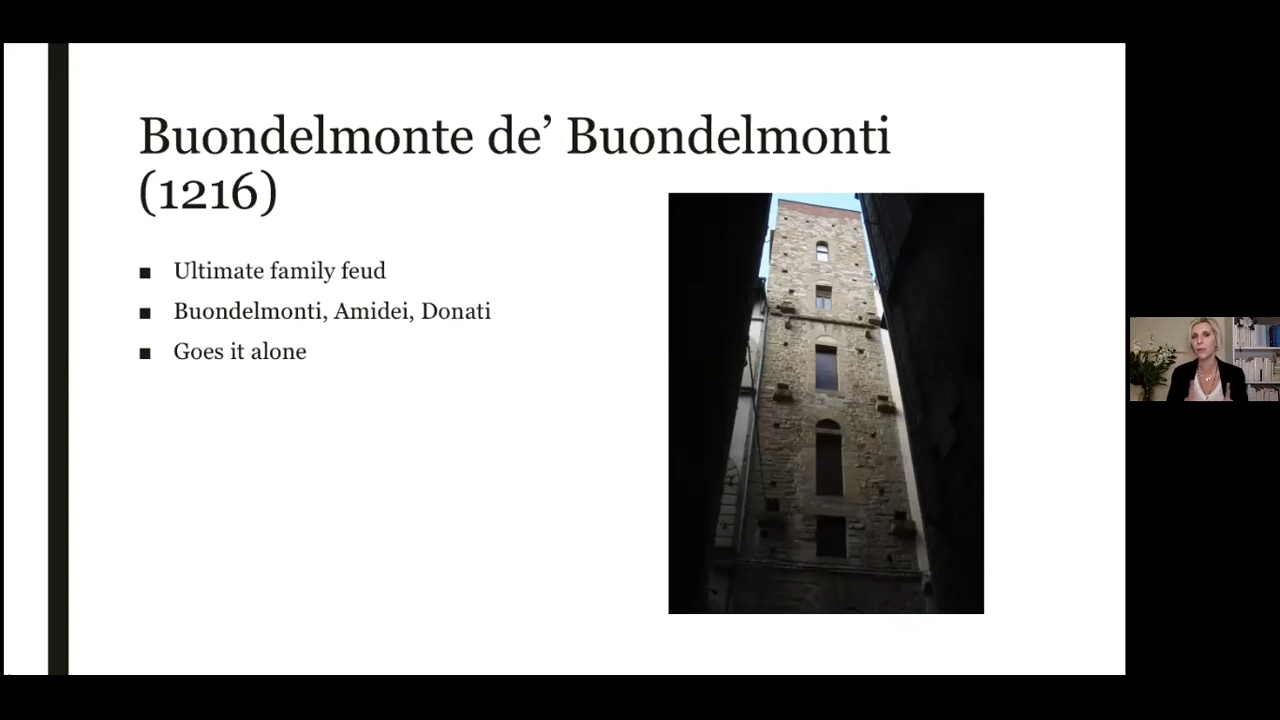 Buondelmonte de’ Buondelmonti
(1216)
▪ Ultimate family feud
▪ Buondelmonti, Amidei, Donati
▪ Goes it alone